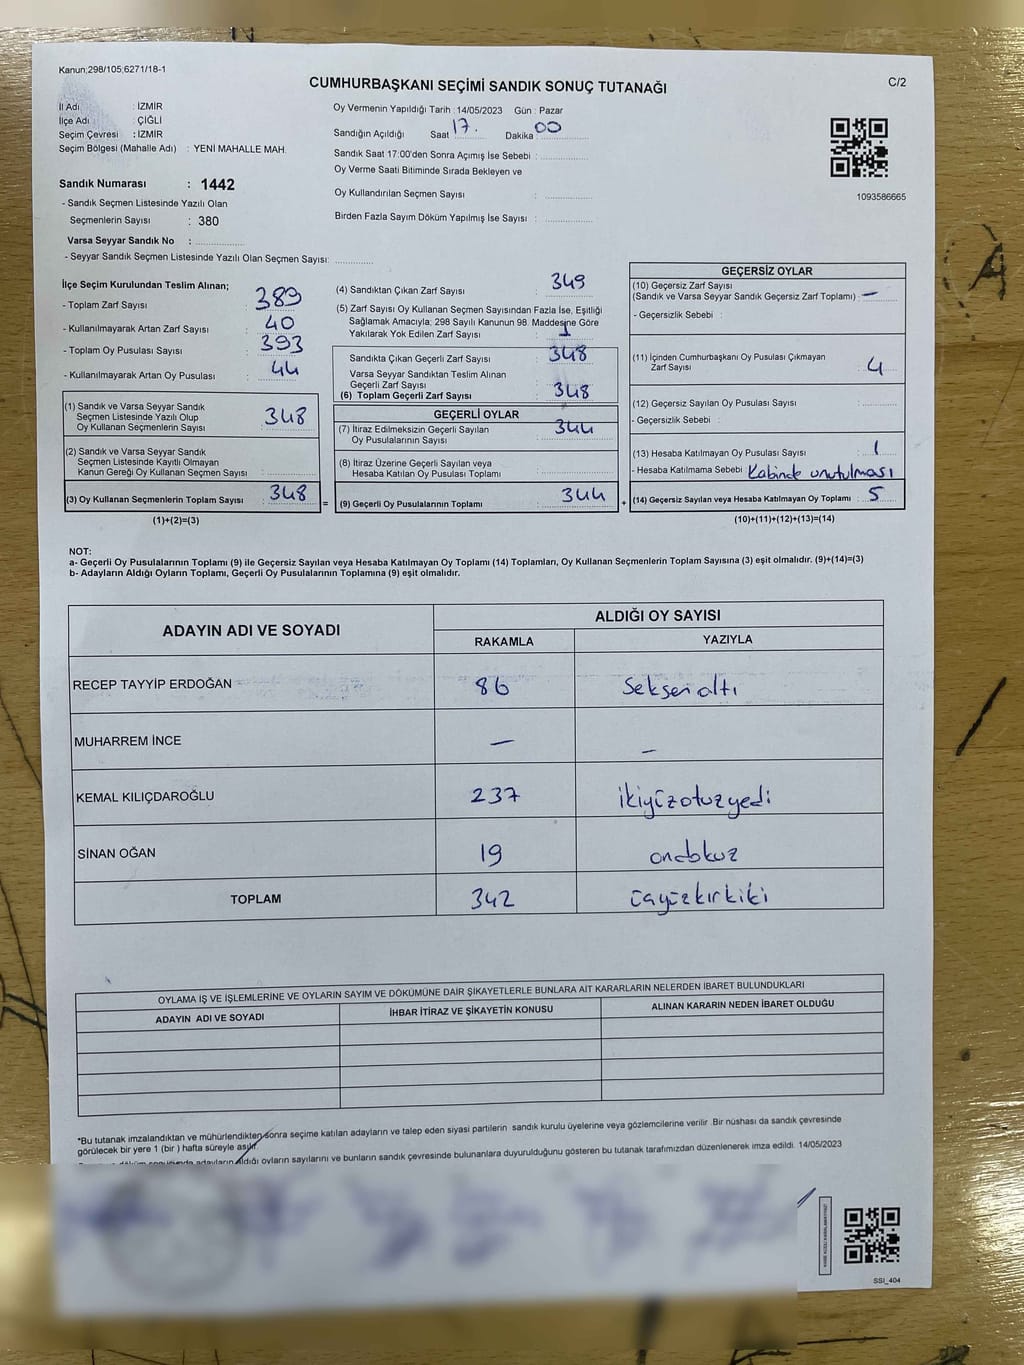 Kanun;298/105;6271/18-1
CUMHURBAŞKANI SEÇİMİ SANDIK SONUÇ TUTANAĞI
C/2
İl Adı : İZMİR
İlçe Adı : ÇİĞLİ
Seçim Çevresi : İZMİR
Seçim Bölgesi (Mahalle Adı) : YENİ MAHALLE MAH.
Sandık Numarası : 1442
- Sandık Seçmen Listesinde Yazılı Olan
Seçmenlerin Sayısı : 380
Varsa Seyyar Sandık No :
- Seyyar Sandık Seçmen Listesinde Yazılı Olan Seçmen Sayısı:
Oy Vermenin Yapıldığı Tarih : 14/05/2023 Gün : Pazar
Sandığın Açıldığı Saat 17. Dakika 00
Sandık Saat 17:00'den Sonra Açımış İse Sebebi :
Oy Verme Saati Bitiminde Sırada Bekleyen ve
Oy Kullandırılan Seçmen Sayısı :
Birden Fazla Sayım Döküm Yapılmış İse Sayısı :
1093586665
İlçe Seçim Kurulundan Teslim Alınan;
- Toplam Zarf Sayısı : 389
- Kullanılmayarak Artan Zarf Sayısı : 40
- Toplam Oy Pusulası Sayısı : 393
- Kullanılmayarak Artan Oy Pusulası : 44
(1) Sandık ve Varsa Seyyar Sandık
Seçmen Listesinde Yazılı Olup
Oy Kullanan Seçmenlerin Sayısı : 348
(2) Sandık ve Varsa Seyyar Sandık
Seçmen Listesinde Kayıtlı Olmayan
Kanun Gereği Oy Kullanan Seçmen Sayısı :
(3) Oy Kullanan Seçmenlerin Toplam Sayısı : 348 =
(1)+(2)=(3)
(4) Sandıktan Çıkan Zarf Sayısı : 349
(5) Zarf Sayısı Oy Kullanan Seçmen Sayısından Fazla İse, Eşitliği
Sağlamak Amacıyla; 298 Sayılı Kanunun 98. Maddesine Göre
Yakılarak Yok Edilen Zarf Sayısı : 1
Sandıkta Çıkan Geçerli Zarf Sayısı : 348
Varsa Seyyar Sandıktan Teslim Alınan
Geçerli Zarf Sayısı :
(6) Toplam Geçerli Zarf Sayısı : 348
GEÇERLİ OYLAR
(7) İtiraz Edilmeksizin Geçerli Sayılan
Oy Pusulalarının Sayısı : 344
(8) İtiraz Üzerine Geçerli Sayılan veya
Hesaba Katılan Oy Pusulası Toplamı :
(9) Geçerli Oy Pusulalarının Toplamı : 344 +
GEÇERSİZ OYLAR
(10) Geçersiz Zarf Sayısı
(Sandık ve Varsa Seyyar Sandık Geçersiz Zarf Toplamı) : —
- Geçersizlik Sebebi :
(11) İçinden Cumhurbaşkanı Oy Pusulası Çıkmayan
Zarf Sayısı : 4
(12) Geçersiz Sayılan Oy Pusulası Sayısı :
- Geçersizlik Sebebi :
(13) Hesaba Katılmayan Oy Pusulası Sayısı : 1
- Hesaba Katılmama Sebebi : Kabinde unutulması
(14) Geçersiz Sayılan veya Hesaba Katılmayan Oy Toplamı : 5
(10)+(11)+(12)+(13)=(14)
NOT:
a- Geçerli Oy Pusulalarının Toplamı (9) ile Geçersiz Sayılan veya Hesaba Katılmayan Oy Toplamı (14) Toplamları, Oy Kullanan Seçmenlerin Toplam Sayısına (3) eşit olmalıdır. (9)+(14)=(3)
b- Adayların Aldığı Oyların Toplamı, Geçerli Oy Pusulalarının Toplamına (9) eşit olmalıdır.
ADAYIN ADI VE SOYADI
ALDIĞI OY SAYISI
RAKAMLA YAZIYLA
RECEP TAYYİP ERDOĞAN 86 Seksenaltı
MUHARREM İNCE — —
KEMAL KILIÇDAROĞLU 237 ikiyüzotuzyedi
SİNAN OĞAN 19 ondokuz
TOPLAM 342 üçyüzkırkiki
OYLAMA İŞ VE İŞLEMLERİNE VE OYLARIN SAYIM VE DÖKÜMÜNE DAİR ŞİKAYETLERLE BUNLARA AİT KARARLARIN NELERDEN İBARET BULUNDUKLARI
ADAYIN ADI VE SOYADI İHBAR İTİRAZ VE ŞİKAYETİN KONUSU ALINAN KARARIN NEDEN İBARET OLDUĞU
*Bu tutanak imzalandıktan ve mühürlendikten sonra seçime katılan adayların ve talep eden siyasi partilerin sandık kurulu üyelerine veya gözlemcilerine verilir. Bir nüshası da sandık çevresinde
görülecek bir yere 1 (bir ) hafta süreyle asılır.
adayların aldığı oyların sayılarını ve bunların sandık çevresinde bulunanlara duyurulduğunu gösteren bu tutanak tarafımızdan düzenlenerek imza edildi. 14/05/2023
SSI_404
A